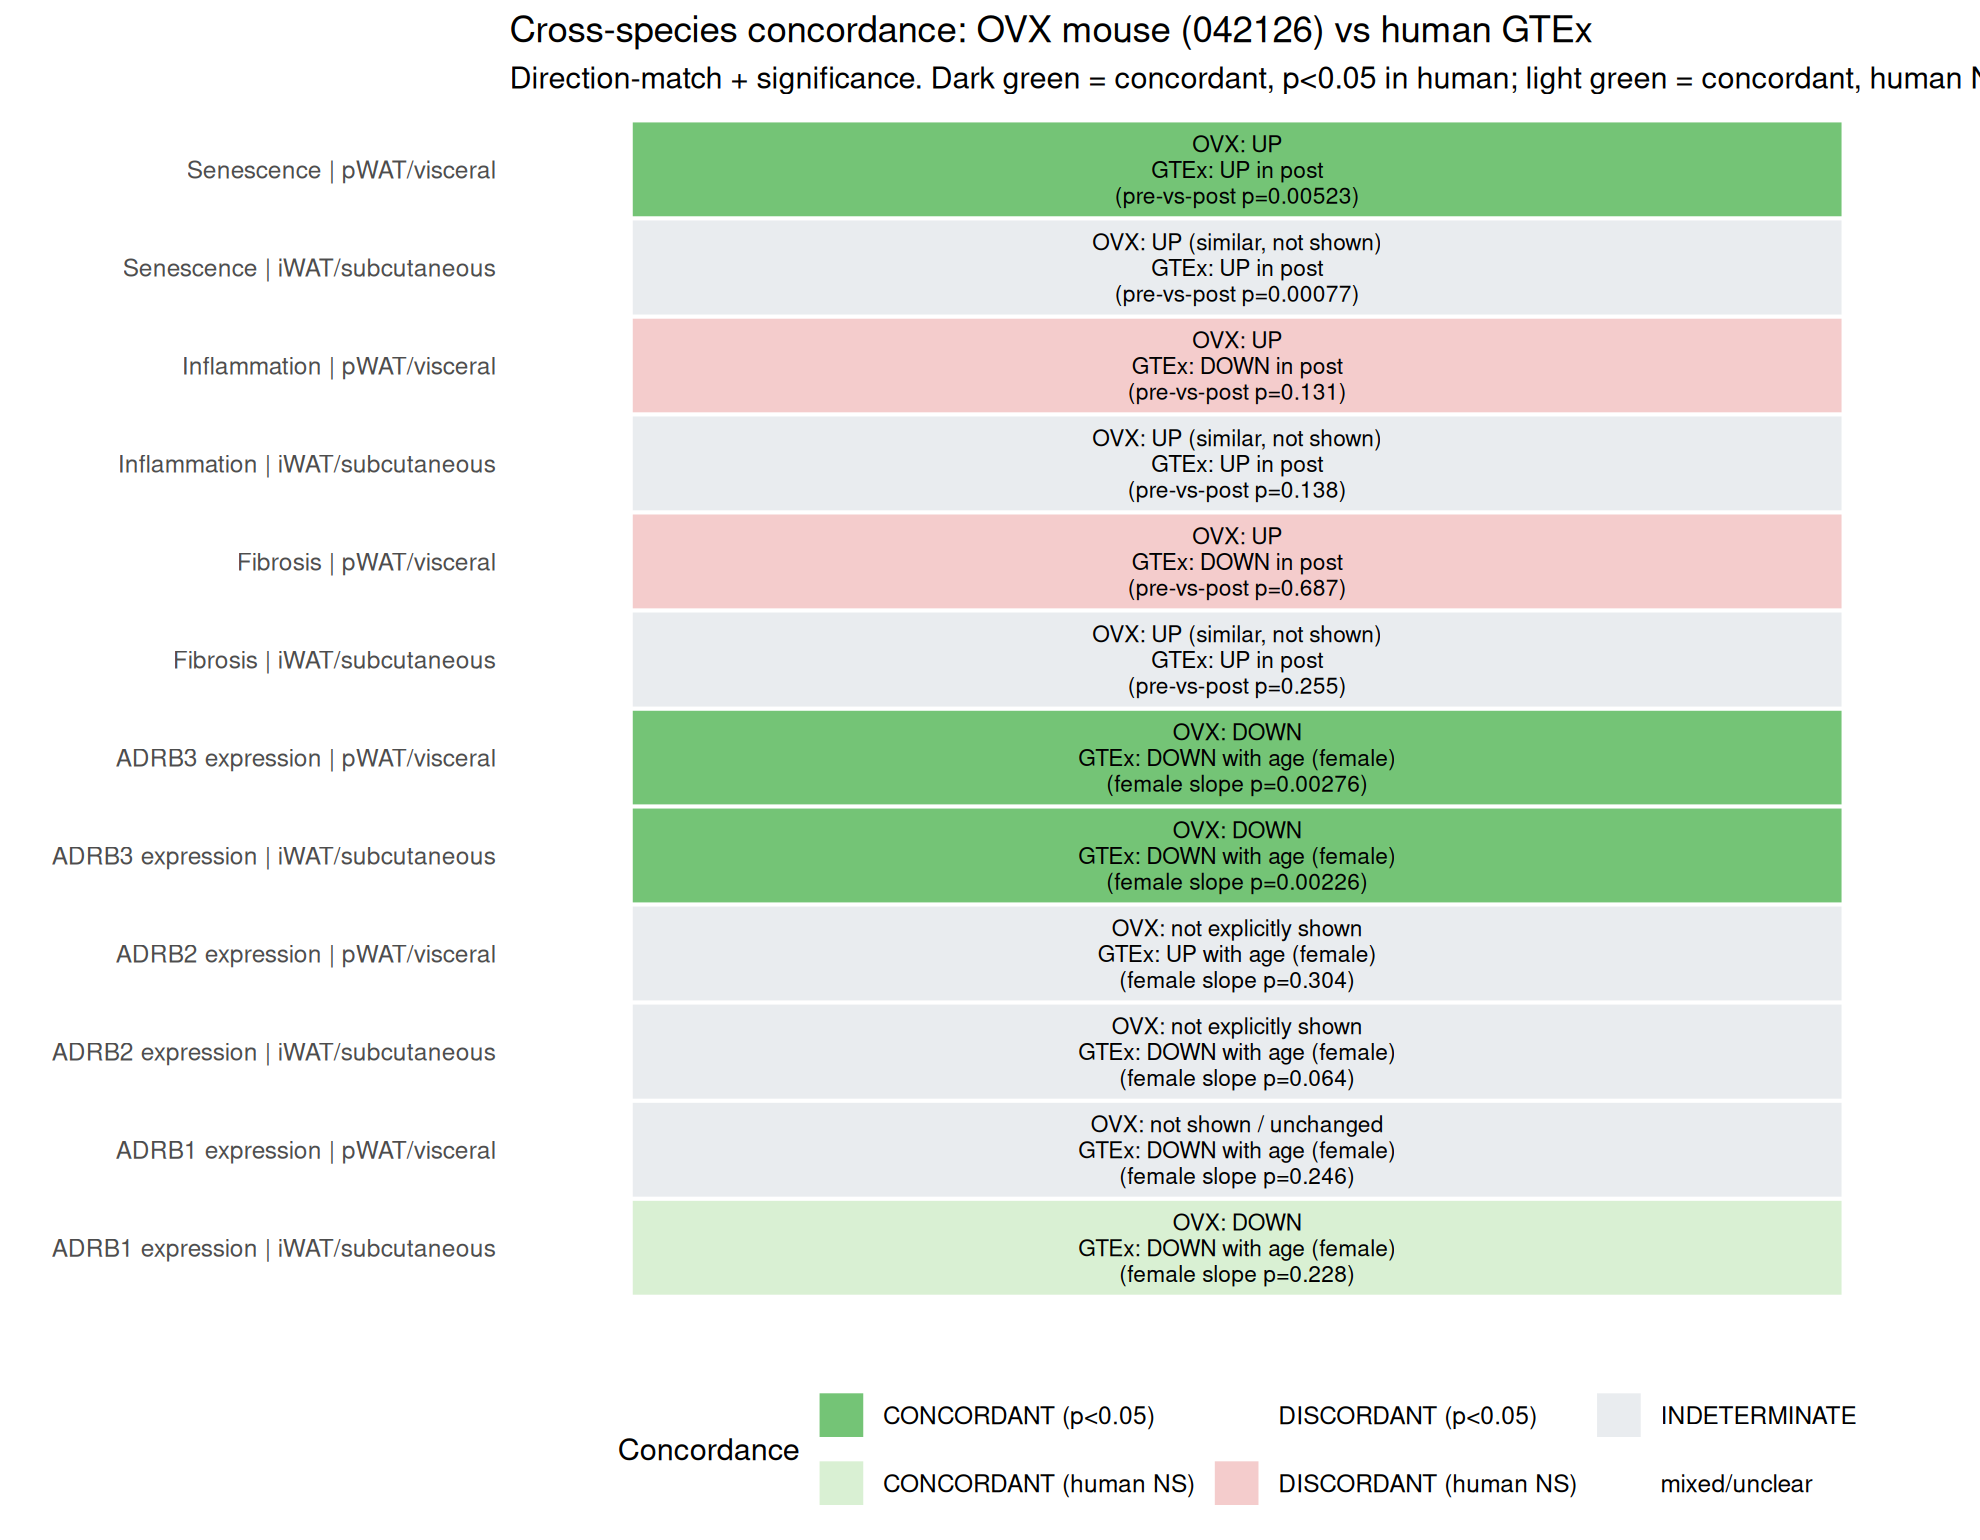 Cross-species concordance: OVX mouse (042126) vs human GTEx
Direction-match + significance. Dark green = concordant, p<0.05 in human; light green = concordant, human
Senescence | pWAT/visceral
OVX: UP
GTEx: UP in post
(pre-vs-post p=0.00523)
Senescence | iWAT/subcutaneous
OVX: UP (similar, not shown)
GTEx: UP in post
(pre-vs-post p=0.00077)
Inflammation | pWAT/visceral
OVX: UP
GTEx: DOWN in post
(pre-vs-post p=0.131)
Inflammation | iWAT/subcutaneous
OVX: UP (similar, not shown)
GTEx: UP in post
(pre-vs-post p=0.138)
Fibrosis | pWAT/visceral
OVX: UP
GTEx: DOWN in post
(pre-vs-post p=0.687)
Fibrosis | iWAT/subcutaneous
OVX: UP (similar, not shown)
GTEx: UP in post
(pre-vs-post p=0.255)
ADRB3 expression | pWAT/visceral
OVX: DOWN
GTEx: DOWN with age (female)
(female slope p=0.00276)
ADRB3 expression | iWAT/subcutaneous
OVX: DOWN
GTEx: DOWN with age (female)
(female slope p=0.00226)
ADRB2 expression | pWAT/visceral
OVX: not explicitly shown
GTEx: UP with age (female)
(female slope p=0.304)
ADRB2 expression | iWAT/subcutaneous
OVX: not explicitly shown
GTEx: DOWN with age (female)
(female slope p=0.064)
ADRB1 expression | pWAT/visceral
OVX: not shown / unchanged
GTEx: DOWN with age (female)
(female slope p=0.246)
ADRB1 expression | iWAT/subcutaneous
OVX: DOWN
GTEx: DOWN with age (female)
(female slope p=0.228)
Concordance
CONCORDANT (p<0.05)
DISCORDANT (p<0.05)
INDETERMINATE
CONCORDANT (human NS)
DISCORDANT (human NS)
mixed/unclear